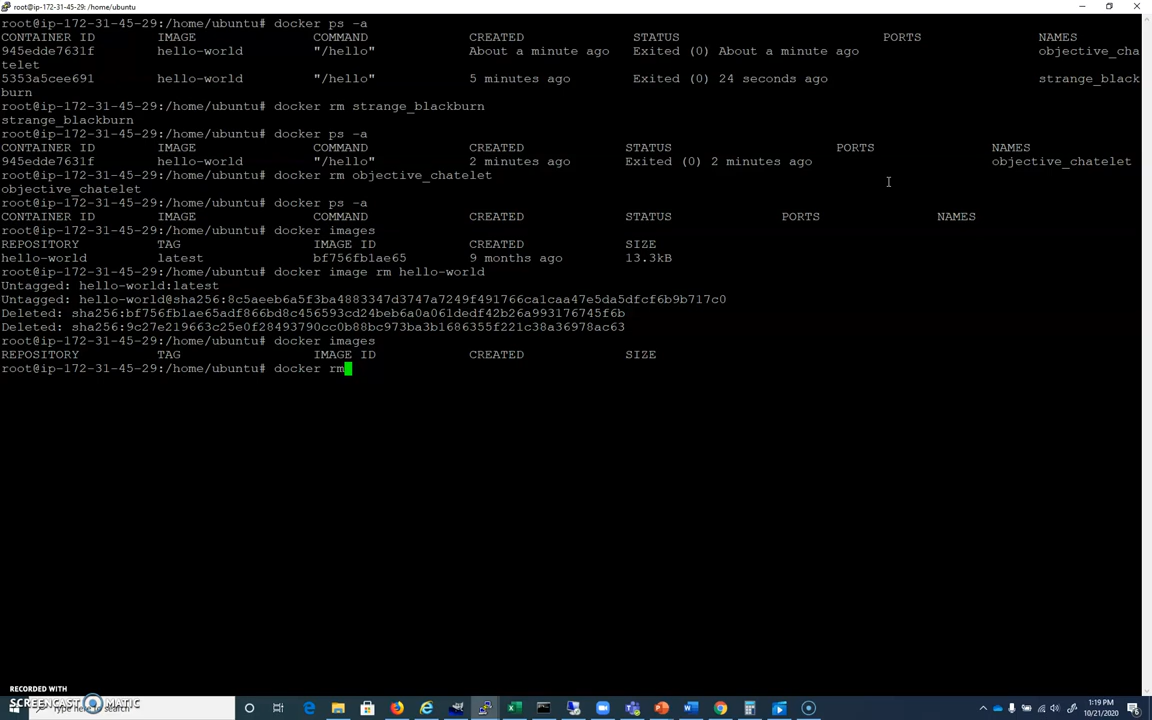 root@ip-172-31-45-29: /home/ubuntu
root@ip-172-31-45-29:/home/ubuntu# docker ps -a
CONTAINER ID IMAGE COMMAND CREATED STATUS PORTS NAMES
945edde7631f hello-world "/hello" About a minute ago Exited (0) About a minute ago objective_cha
telet
5353a5cee691 hello-world "/hello" 5 minutes ago Exited (0) 24 seconds ago strange_black
burn
root@ip-172-31-45-29:/home/ubuntu# docker rm strange_blackburn
strange_blackburn
root@ip-172-31-45-29:/home/ubuntu# docker ps -a
CONTAINER ID IMAGE COMMAND CREATED STATUS PORTS NAMES
945edde7631f hello-world "/hello" 2 minutes ago Exited (0) 2 minutes ago objective_chatelet
root@ip-172-31-45-29:/home/ubuntu# docker rm objective_chatelet
objective_chatelet
root@ip-172-31-45-29:/home/ubuntu# docker ps -a
CONTAINER ID IMAGE COMMAND CREATED STATUS PORTS NAMES
root@ip-172-31-45-29:/home/ubuntu# docker images
REPOSITORY TAG IMAGE ID CREATED SIZE
hello-world latest bf756fb1ae65 9 months ago 13.3kB
root@ip-172-31-45-29:/home/ubuntu# docker image rm hello-world
Untagged: hello-world:latest
Untagged: hello-world@sha256:8c5aeeb6a5f3ba4883347d3747a7249f491766ca1caa47e5da5dfcf6b9b717c0
Deleted: sha256:bf756fb1ae65adf866bd8c456593cd24beb6a0a061dedf42b26a993176745f6b
Deleted: sha256:9c27e219663c25e0f28493790cc0b88bc973ba3b1686355f221c38a36978ac63
root@ip-172-31-45-29:/home/ubuntu# docker images
REPOSITORY TAG IMAGE ID CREATED SIZE
root@ip-172-31-45-29:/home/ubuntu# docker rm
RECORDED WITH
SCREENCAST MATIC
Type here to search
1:19 PM
10/21/2020